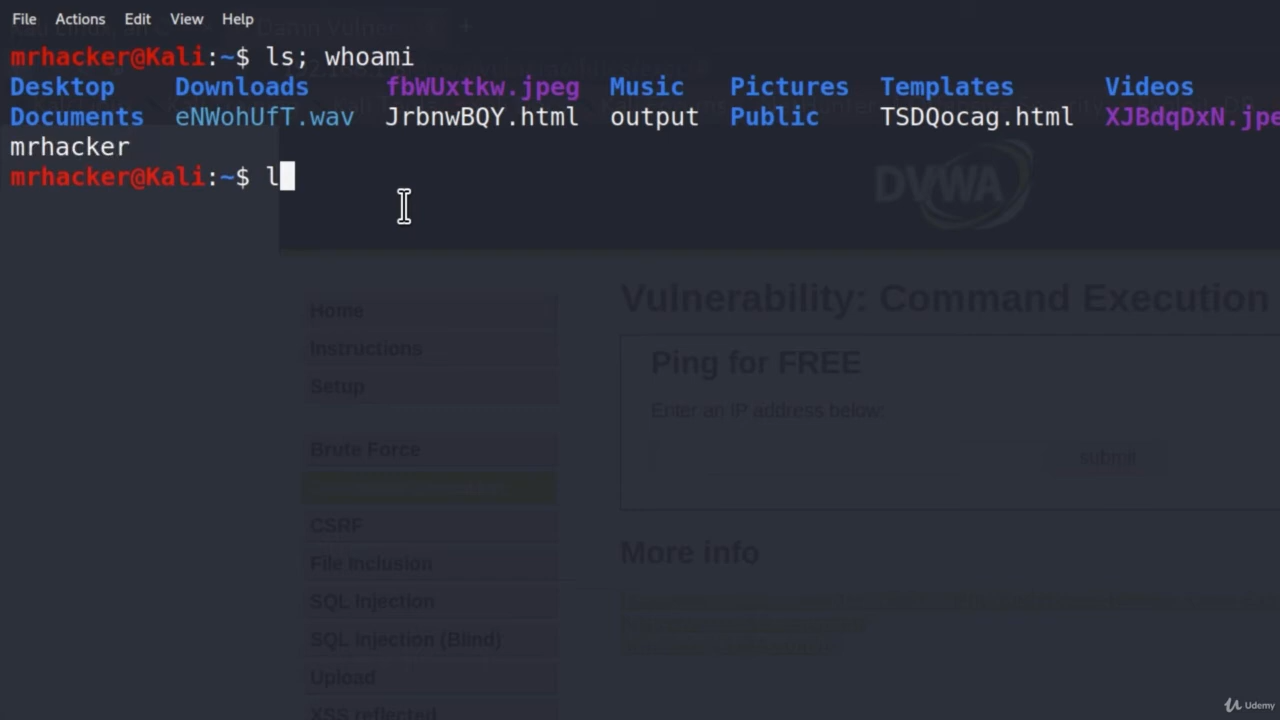 File Actions Edit View Help
mrhacker@Kali:~$ ls; whoami
Desktop Downloads fbWUxtkw.jpeg Music Pictures Templates Videos
Documents eNWohUfT.wav JrbnwBQY.html output Public TSDQocag.html XJBdqDxN.jpe
mrhacker
mrhacker@Kali:~$ l
DVWA
Vulnerability: Command Execution
Home
Instructions
Setup
Brute Force
CSRF
File Inclusion
SQL Injection
SQL Injection (Blind)
Upload
XSS reflected
Ping for FREE
Enter an IP address below:
submit
More info
Udemy